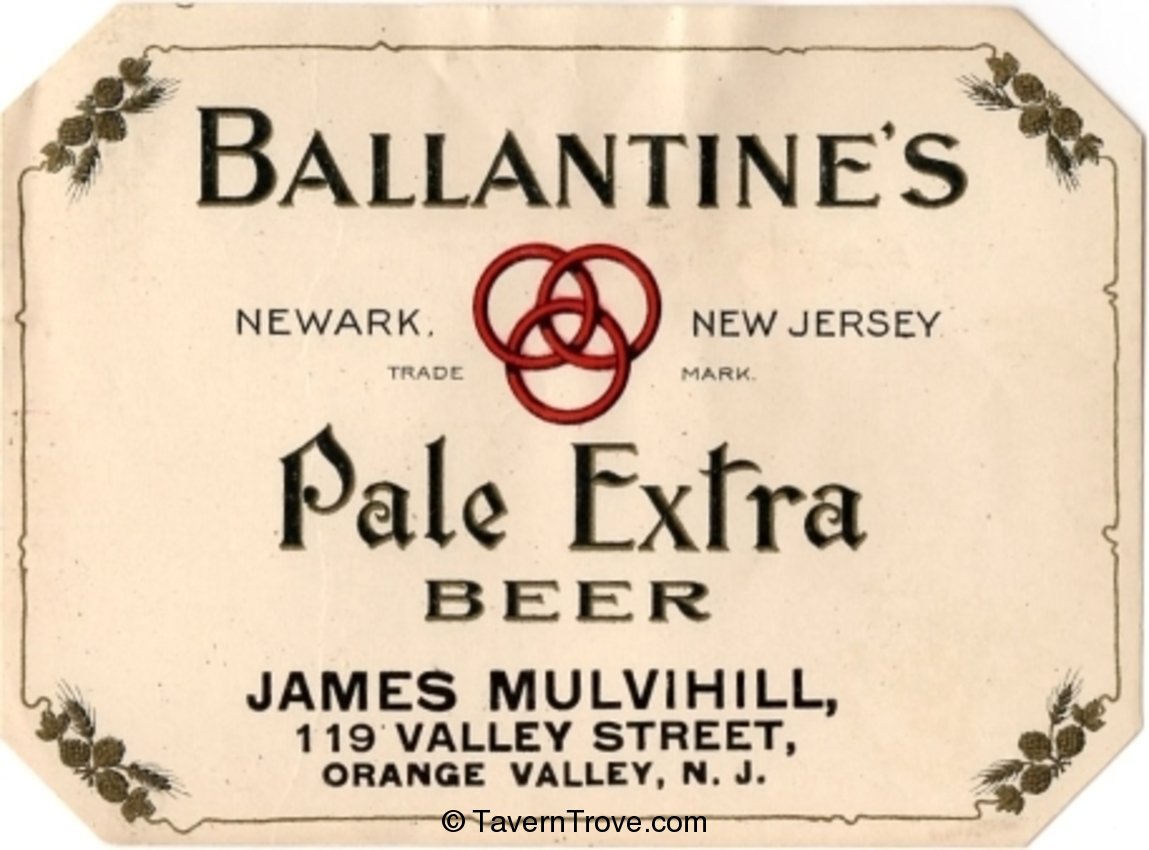 BALLANTINE'S
NEWARK. NEW JERSEY
TRADE MARK.
Pale Extra
BEER
JAMES MULVIHILL,
119 VALLEY STREET,
ORANGE VALLEY, N. J.
© TavernTrove.com